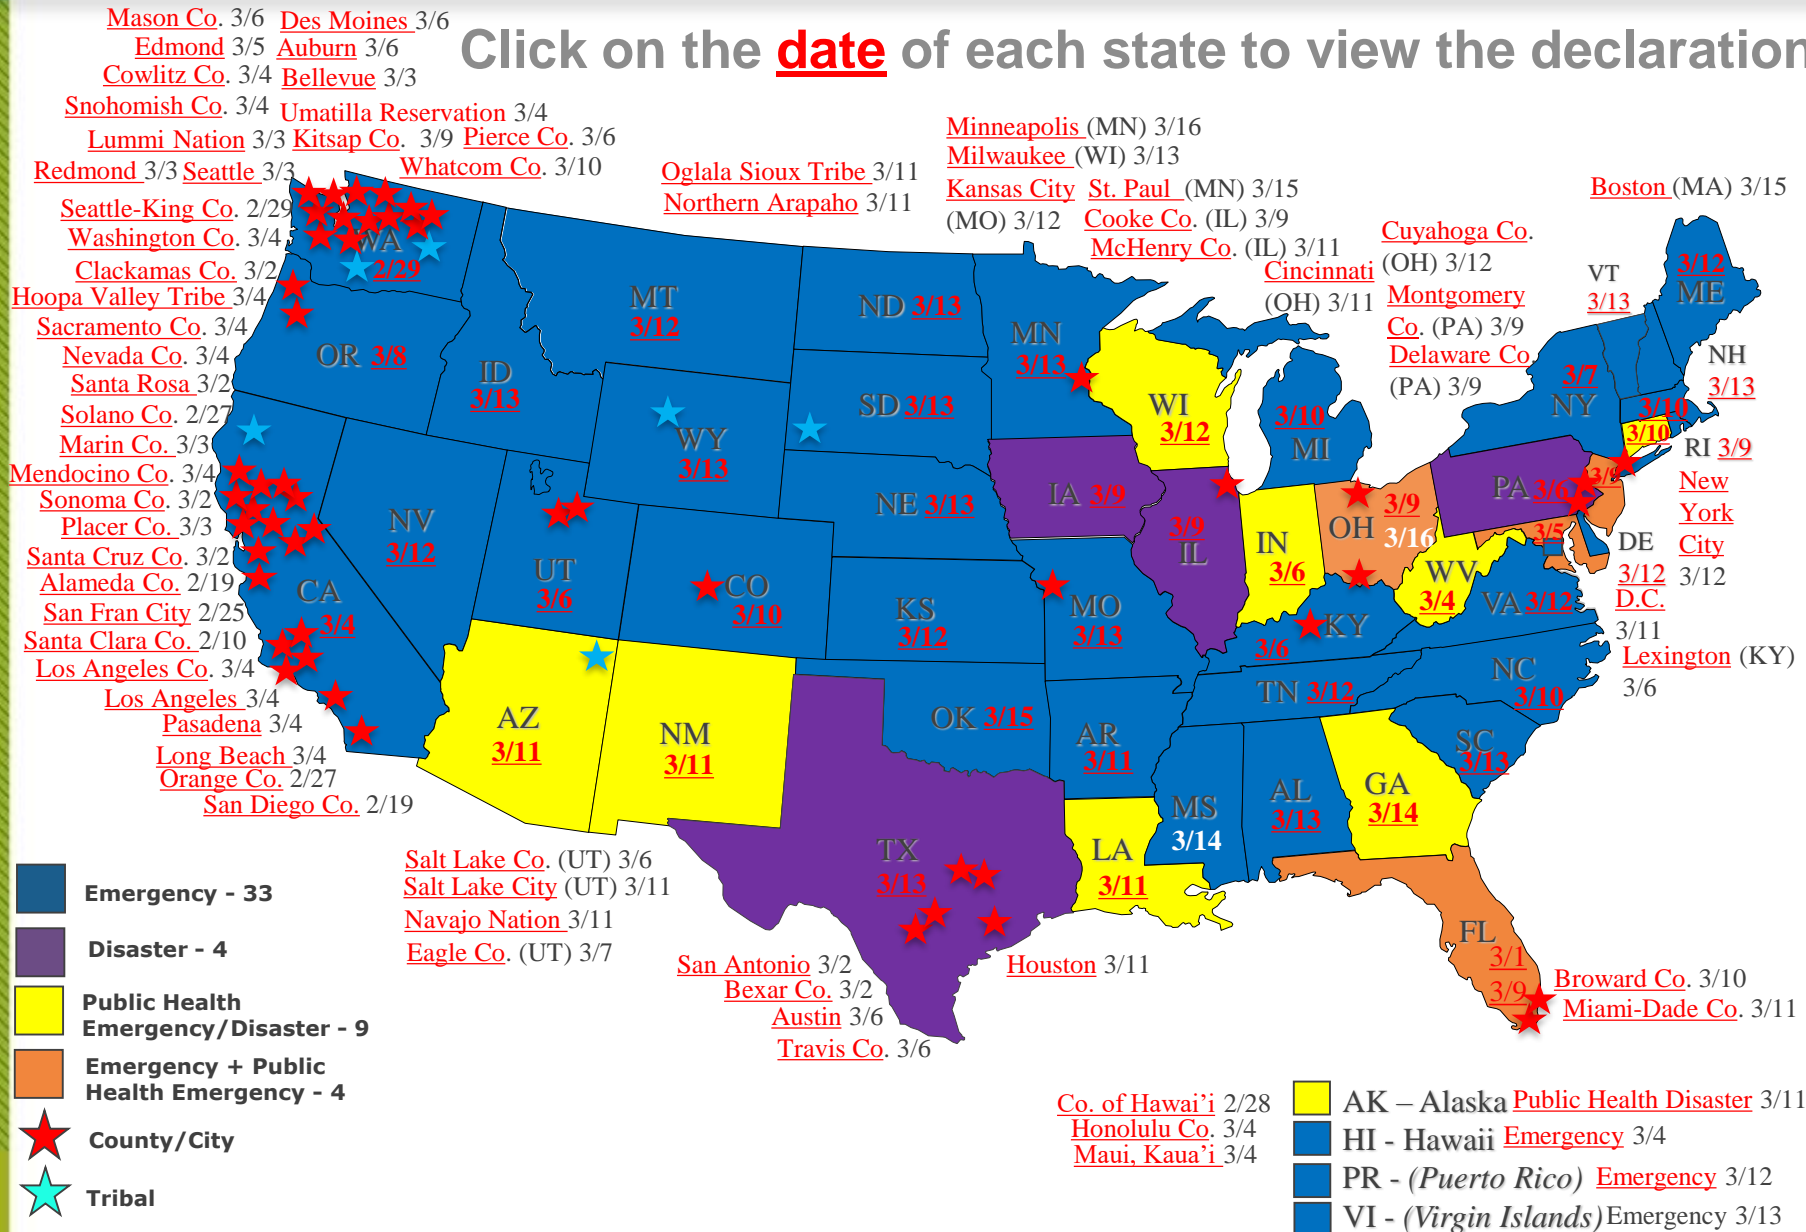 Click on the date of each state to view the declaration
Mason Co. 3/6
Des Moines 3/6
Edmond 3/5
Auburn 3/6
Cowlitz Co. 3/4
Bellevue 3/3
Snohomish Co. 3/4
Umatilla Reservation 3/4
Lummi Nation 3/3
Kitsap Co. 3/9
Pierce Co. 3/6
Redmond 3/3
Seattle 3/3
Whatcom Co. 3/10
Seattle-King Co. 2/29
Washington Co. 3/4
Clackamas Co. 3/2
Hoopa Valley Tribe 3/4
Sacramento Co. 3/4
Nevada Co. 3/4
Santa Rosa 3/2
Solano Co. 2/27
Marin Co. 3/3
Mendocino Co. 3/4
Sonoma Co. 3/2
Placer Co. 3/3
Santa Cruz Co. 3/2
Alameda Co. 2/19
San Fran City 2/25
Santa Clara Co. 2/10
Los Angeles Co. 3/4
Los Angeles 3/4
Pasadena 3/4
Long Beach 3/4
Orange Co. 2/27
San Diego Co. 2/19
Oglala Sioux Tribe 3/11
Northern Arapaho 3/11
Minneapolis (MN) 3/16
Milwaukee (WI) 3/13
Kansas City
(MO) 3/12
St. Paul (MN) 3/15
Cooke Co. (IL) 3/9
McHenry Co. (IL) 3/11
Cincinnati
(OH) 3/11
Cuyahoga Co.
(OH) 3/12
Montgomery
Co. (PA) 3/9
Delaware Co.
(PA) 3/9
Boston (MA) 3/15
VT
3/13
3/12
ME
NH
3/13
3/7
NY
3/10
3/10
RI 3/9
New
York
City
3/12
WA
2/29
OR 3/8
ID
3/13
MT
3/12
ND 3/13
SD 3/13
MN
3/13
WI
3/12
3/10
MI
WY
3/13
NE 3/13
IA 3/9
3/9
IL
IN
3/6
3/9
OH
3/16
PA 3/6
3/9
3/5
DE
3/12
D.C.
3/11
NV
3/12
UT
3/6
CO
3/10
KS
3/12
MO
3/13
KY
3/6
WV
3/4
VA 3/12
Lexington (KY)
3/6
CA
3/4
AZ
3/11
NM
3/11
OK 3/15
AR
3/11
TN 3/12
NC
3/10
SC
3/13
MS
3/14
AL
3/13
GA
3/14
TX
3/13
LA
3/11
FL
3/1
3/9
Broward Co. 3/10
Miami-Dade Co. 3/11
Salt Lake Co. (UT) 3/6
Salt Lake City (UT) 3/11
Navajo Nation 3/11
Eagle Co. (UT) 3/7
San Antonio 3/2
Bexar Co. 3/2
Austin 3/6
Travis Co. 3/6
Houston 3/11
Emergency - 33
Disaster - 4
Public Health
Emergency/Disaster - 9
Emergency + Public
Health Emergency - 4
County/City
Tribal
Co. of Hawai'i 2/28
Honolulu Co. 3/4
Maui, Kaua'i 3/4
AK – Alaska Public Health Disaster 3/11
HI - Hawaii Emergency 3/4
PR - (Puerto Rico) Emergency 3/12
VI - (Virgin Islands) Emergency 3/13